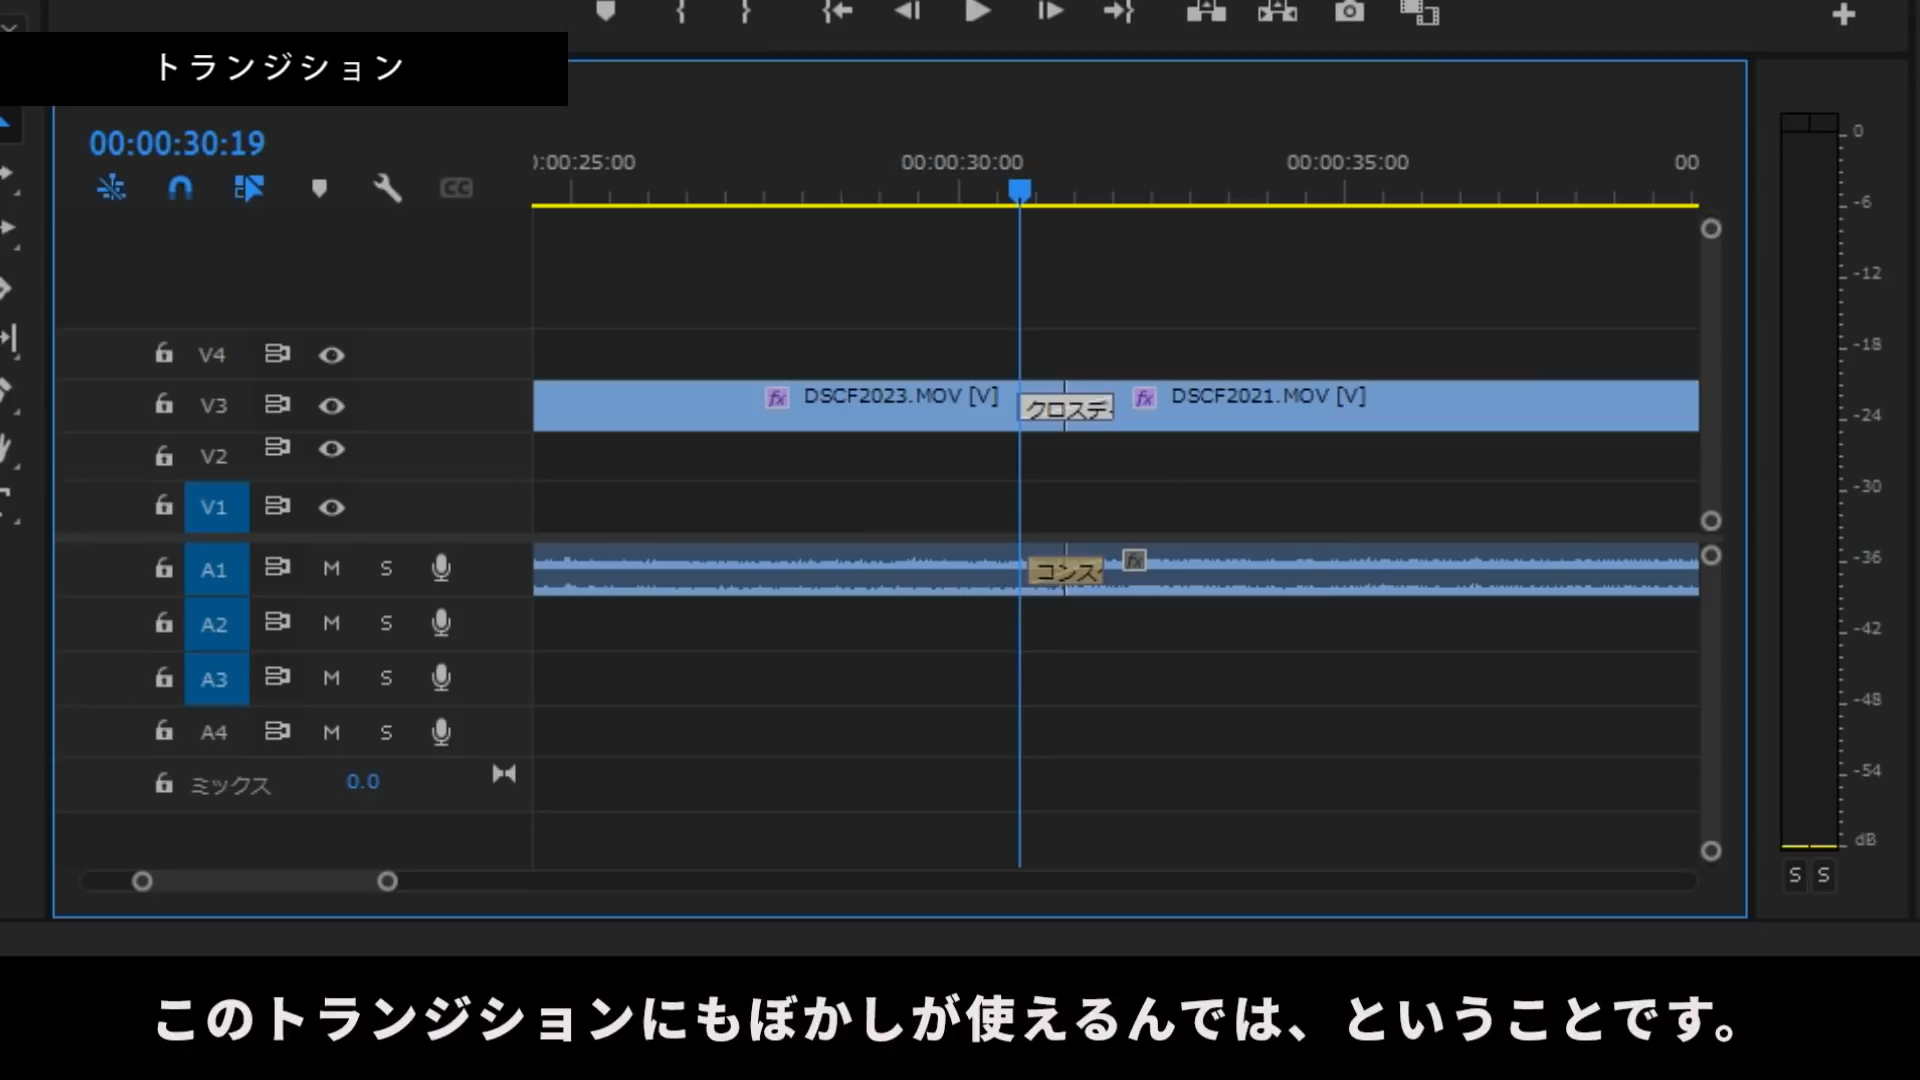 トランジション
00:00:30:19
:00:25:00
00:00:30:00
00:00:35:00
00
CC
V4
V3
fx DSCF2023.MOV [V]
クロスデ
fx DSCF2021.MOV [V]
V2
V1
A1 M S
コンス
fx
A2 M S
A3 M S
A4 M S
ミックス 0.0
0
-6
-12
-18
-24
-30
-36
-42
-48
-54
dB
S S
このトランジションにもぼかしが使えるんでは、ということです。